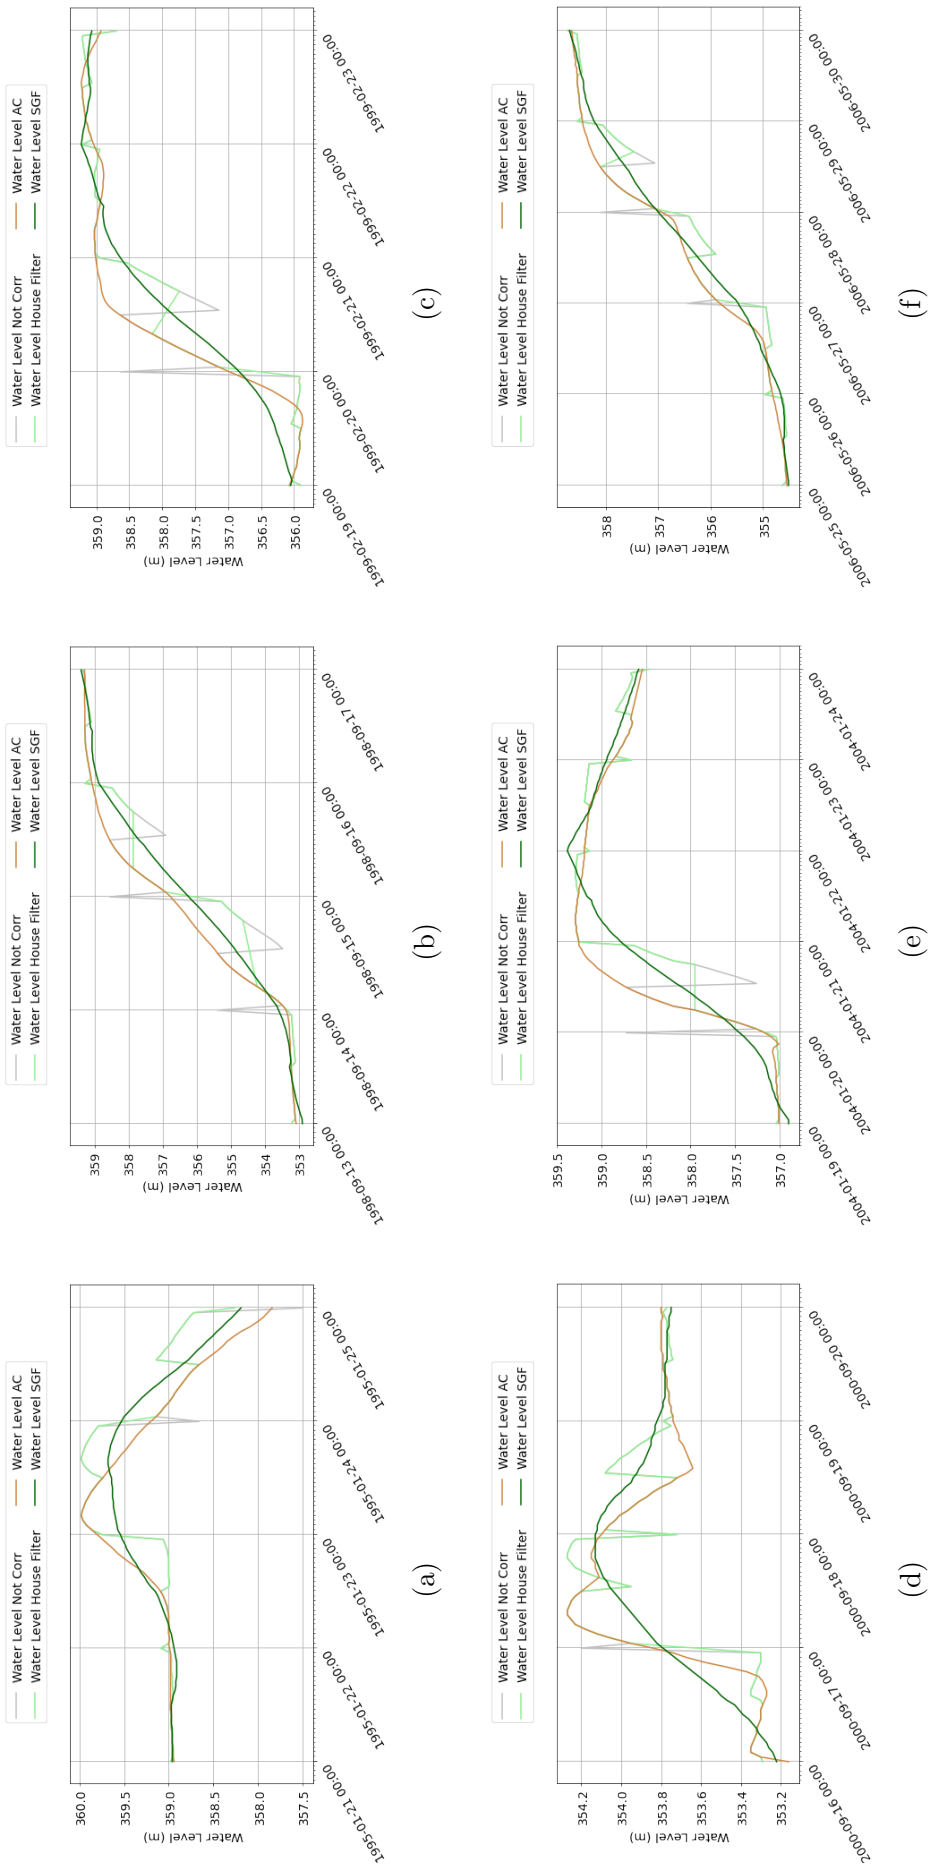 Water Level Not Corr
Water Level House Filter
Water Level AC
Water Level SGF
Water Level (m)
360.0
359.5
359.0
358.5
358.0
357.5
1995-01-21 00:00
1995-01-22 00:00
1995-01-23 00:00
1995-01-24 00:00
1995-01-25 00:00
(a)
Water Level Not Corr
Water Level House Filter
Water Level AC
Water Level SGF
Water Level (m)
359
358
357
356
355
354
353
1998-09-13 00:00
1998-09-14 00:00
1998-09-15 00:00
1998-09-16 00:00
1998-09-17 00:00
(b)
Water Level Not Corr
Water Level House Filter
Water Level AC
Water Level SGF
Water Level (m)
359.0
358.5
358.0
357.5
357.0
356.5
356.0
1999-02-19 00:00
1999-02-20 00:00
1999-02-21 00:00
1999-02-22 00:00
1999-02-23 00:00
(c)
Water Level Not Corr
Water Level House Filter
Water Level AC
Water Level SGF
Water Level (m)
354.2
354.0
353.8
353.6
353.4
353.2
2000-09-16 00:00
2000-09-17 00:00
2000-09-18 00:00
2000-09-19 00:00
2000-09-20 00:00
(d)
Water Level Not Corr
Water Level House Filter
Water Level AC
Water Level SGF
Water Level (m)
359.5
359.0
358.5
358.0
357.5
357.0
2004-01-19 00:00
2004-01-20 00:00
2004-01-21 00:00
2004-01-22 00:00
2004-01-23 00:00
2004-01-24 00:00
(e)
Water Level Not Corr
Water Level House Filter
Water Level AC
Water Level SGF
Water Level (m)
358
357
356
355
2006-05-25 00:00
2006-05-26 00:00
2006-05-27 00:00
2006-05-28 00:00
2006-05-29 00:00
2006-05-30 00:00
(f)